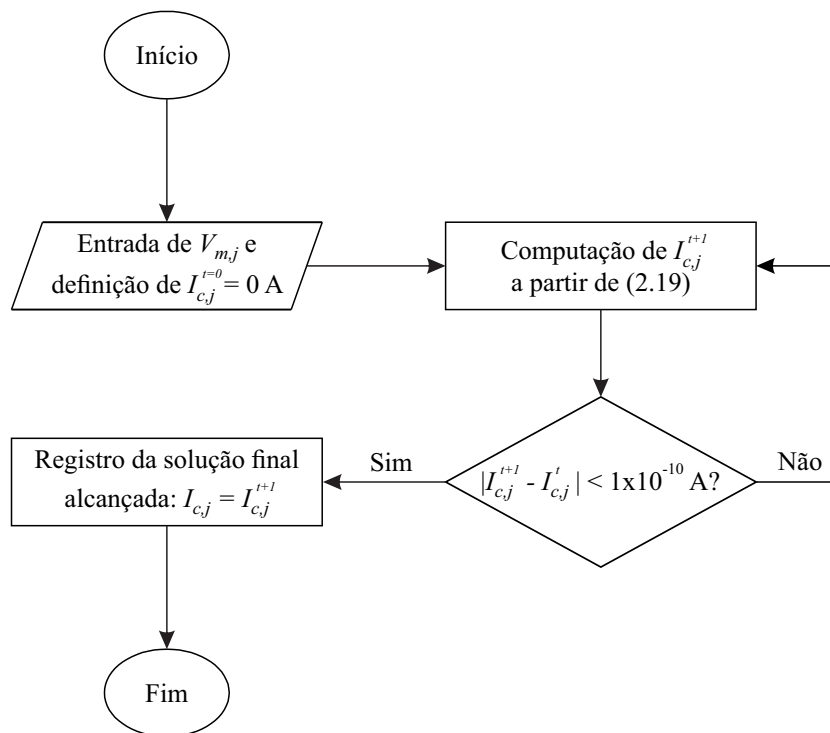 Início
Entrada de V_{m,j} e
definição de I_{c,j}^{t=0} = 0 A
Computação de I_{c,j}^{t+1}
a partir de (2.19)
|I_{c,j}^{t+1} - I_{c,j}^{t}| < 1x10^{-10} A?
Não
Sim
Registro da solução final
alcançada: I_{c,j} = I_{c,j}^{t+1}
Fim